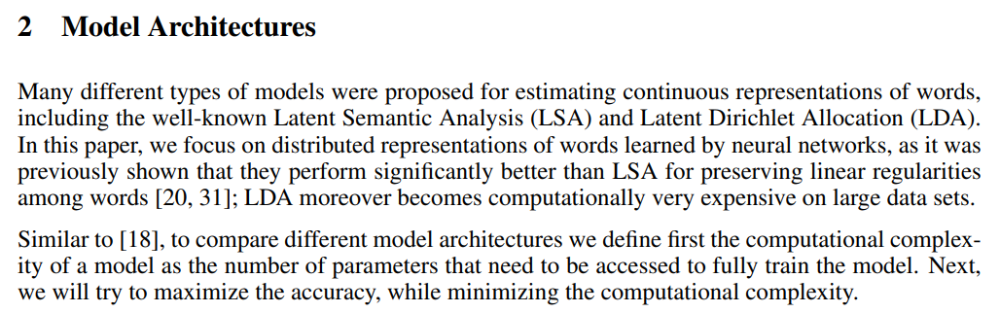 2 Model Architectures
Many different types of models were proposed for estimating continuous representations of words,
including the well-known Latent Semantic Analysis (LSA) and Latent Dirichlet Allocation (LDA).
In this paper, we focus on distributed representations of words learned by neural networks, as it was
previously shown that they perform significantly better than LSA for preserving linear regularities
among words [20, 31]; LDA moreover becomes computationally very expensive on large data sets.
Similar to [18], to compare different model architectures we define first the computational complex-
ity of a model as the number of parameters that need to be accessed to fully train the model. Next,
we will try to maximize the accuracy, while minimizing the computational complexity.